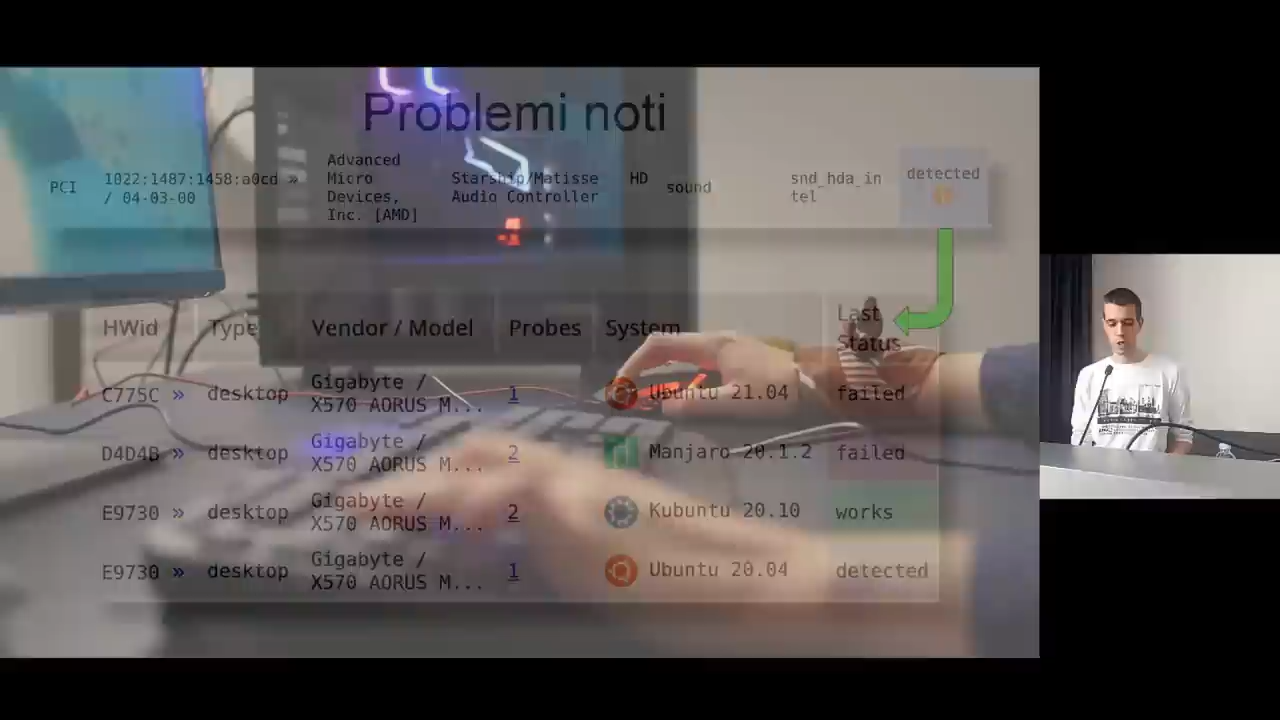 Problemi noti
PCI
1022:1487:1458:a0cd »
/ 04-03-00
Advanced
Micro
Devices,
Inc. [AMD]
Starship/Matisse HD
Audio Controller
sound
snd_hda_in
tel
detected
HWid Type Vendor / Model Probes System Last
Status
C775C » desktop Gigabyte /
X570 AORUS M... 1 Ubuntu 21.04 failed
D4D4B » desktop Gigabyte /
X570 AORUS M... 2 Manjaro 20.1.2 failed
E9730 » desktop Gigabyte /
X570 AORUS M... 2 Kubuntu 20.10 works
E9730 » desktop Gigabyte /
X570 AORUS M... 1 Ubuntu 20.04 detected